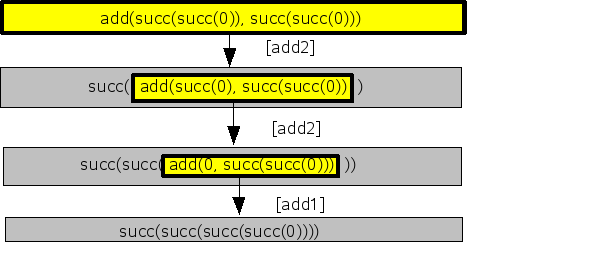 add(succ(succ(0)), succ(succ(0)))
[add2]
succ( add(succ(0), succ(succ(0)) )
[add2]
succ(succ( add(0, succ(succ(0))) ))
[add1]
succ(succ(succ(succ(0))))